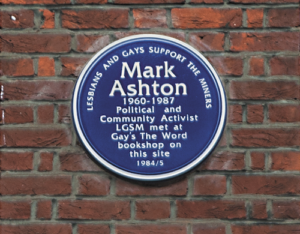 LESBIANS AND GAYS SUPPORT THE MINERS
Mark
Ashton
1960-1987
Political and
Community Activist
LGSM met at
Gay's The Word
bookshop on
this site
1984/5